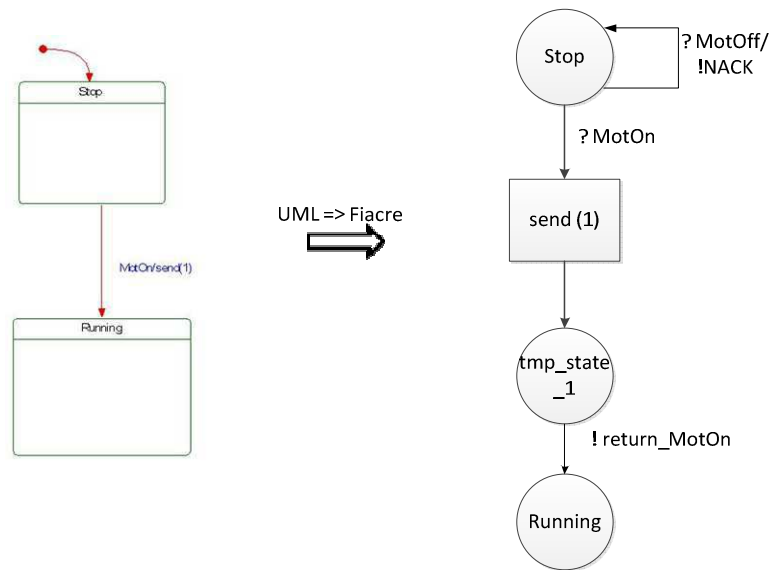 Stop
MotOn/send(1)
Running
UML => Fiacre
Stop
? MotOff/
!NACK
? MotOn
send (1)
tmp_state
_1
! return_MotOn
Running